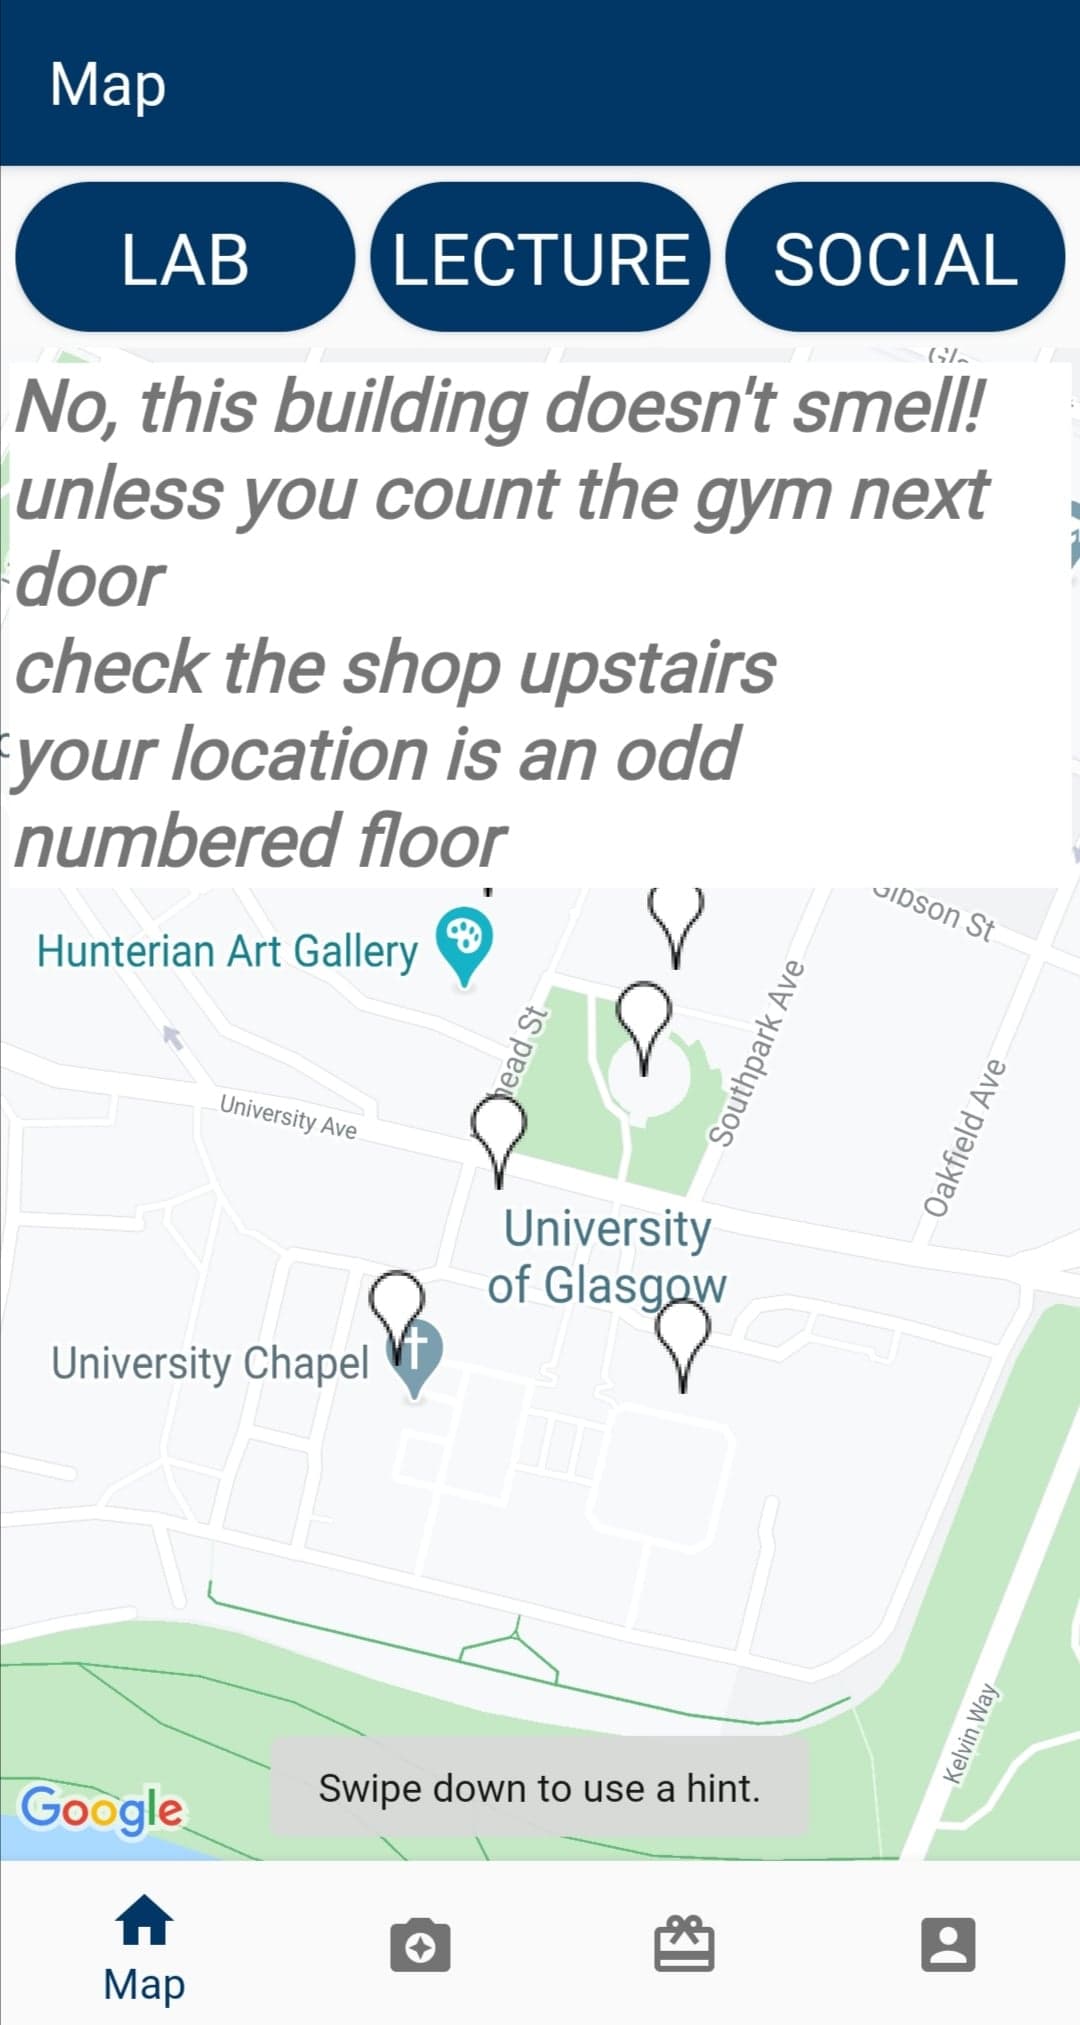 Map
LAB
LECTURE
SOCIAL
No, this building doesn't smell!
unless you count the gym next
door
check the shop upstairs
your location is an odd
numbered floor
Gibson St
Hunterian Art Gallery
head St
Southpark Ave
University Ave
Oakfield Ave
University
of Glasgow
University Chapel
Kelvin Way
Google
Swipe down to use a hint.
Map